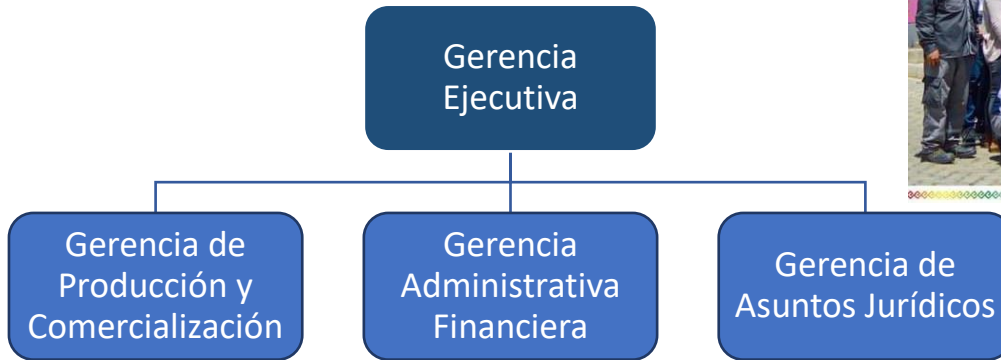 Gerencia
Ejecutiva
Gerencia de
Producción y
Comercialización
Gerencia
Administrativa
Financiera
Gerencia de
Asuntos Jurídicos